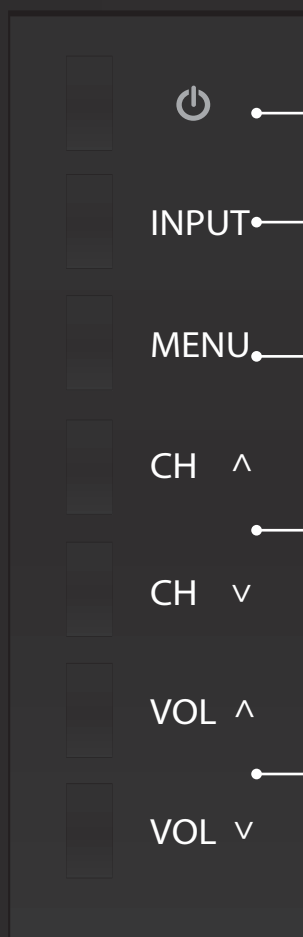 INPUT
MENU
CH ˄
CH ˅
VOL ˄
VOL ˅